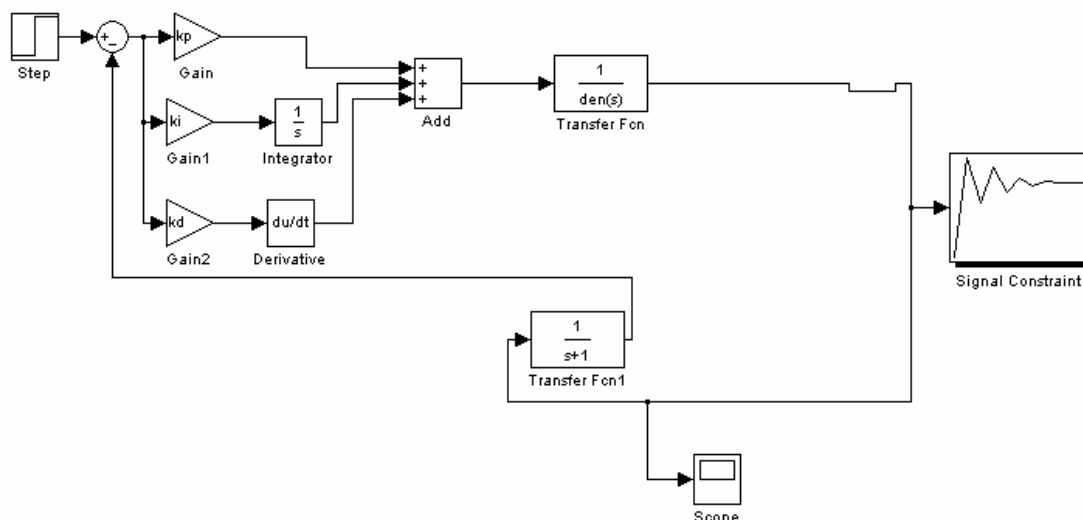 Step
+
−
kp
Gain
ki
Gain1
1
s
Integrator
kd
Gain2
du/dt
Derivative
+
+
+
Add
1
den(s)
Transfer Fcn
Signal Constraint
1
s+1
Transfer Fcn1
Scope